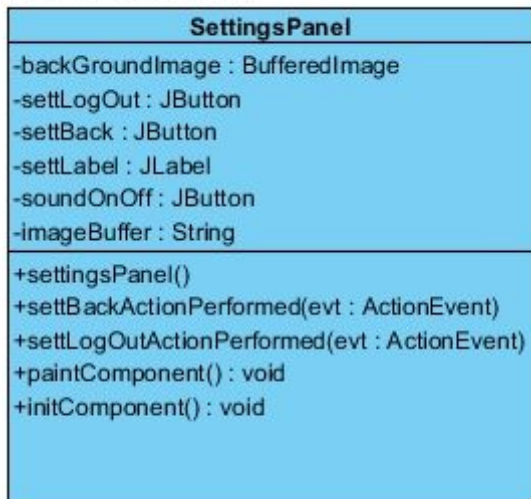 SettingsPanel
-backGroundImage : BufferedImage
-settLogOut : JButton
-settBack : JButton
-settLabel : JLabel
-soundOnOff : JButton
-imageBuffer : String
+settingsPanel()
+settBackActionPerformed(evt : ActionEvent)
+settLogOutActionPerformed(evt : ActionEvent)
+paintComponent() : void
+initComponent() : void